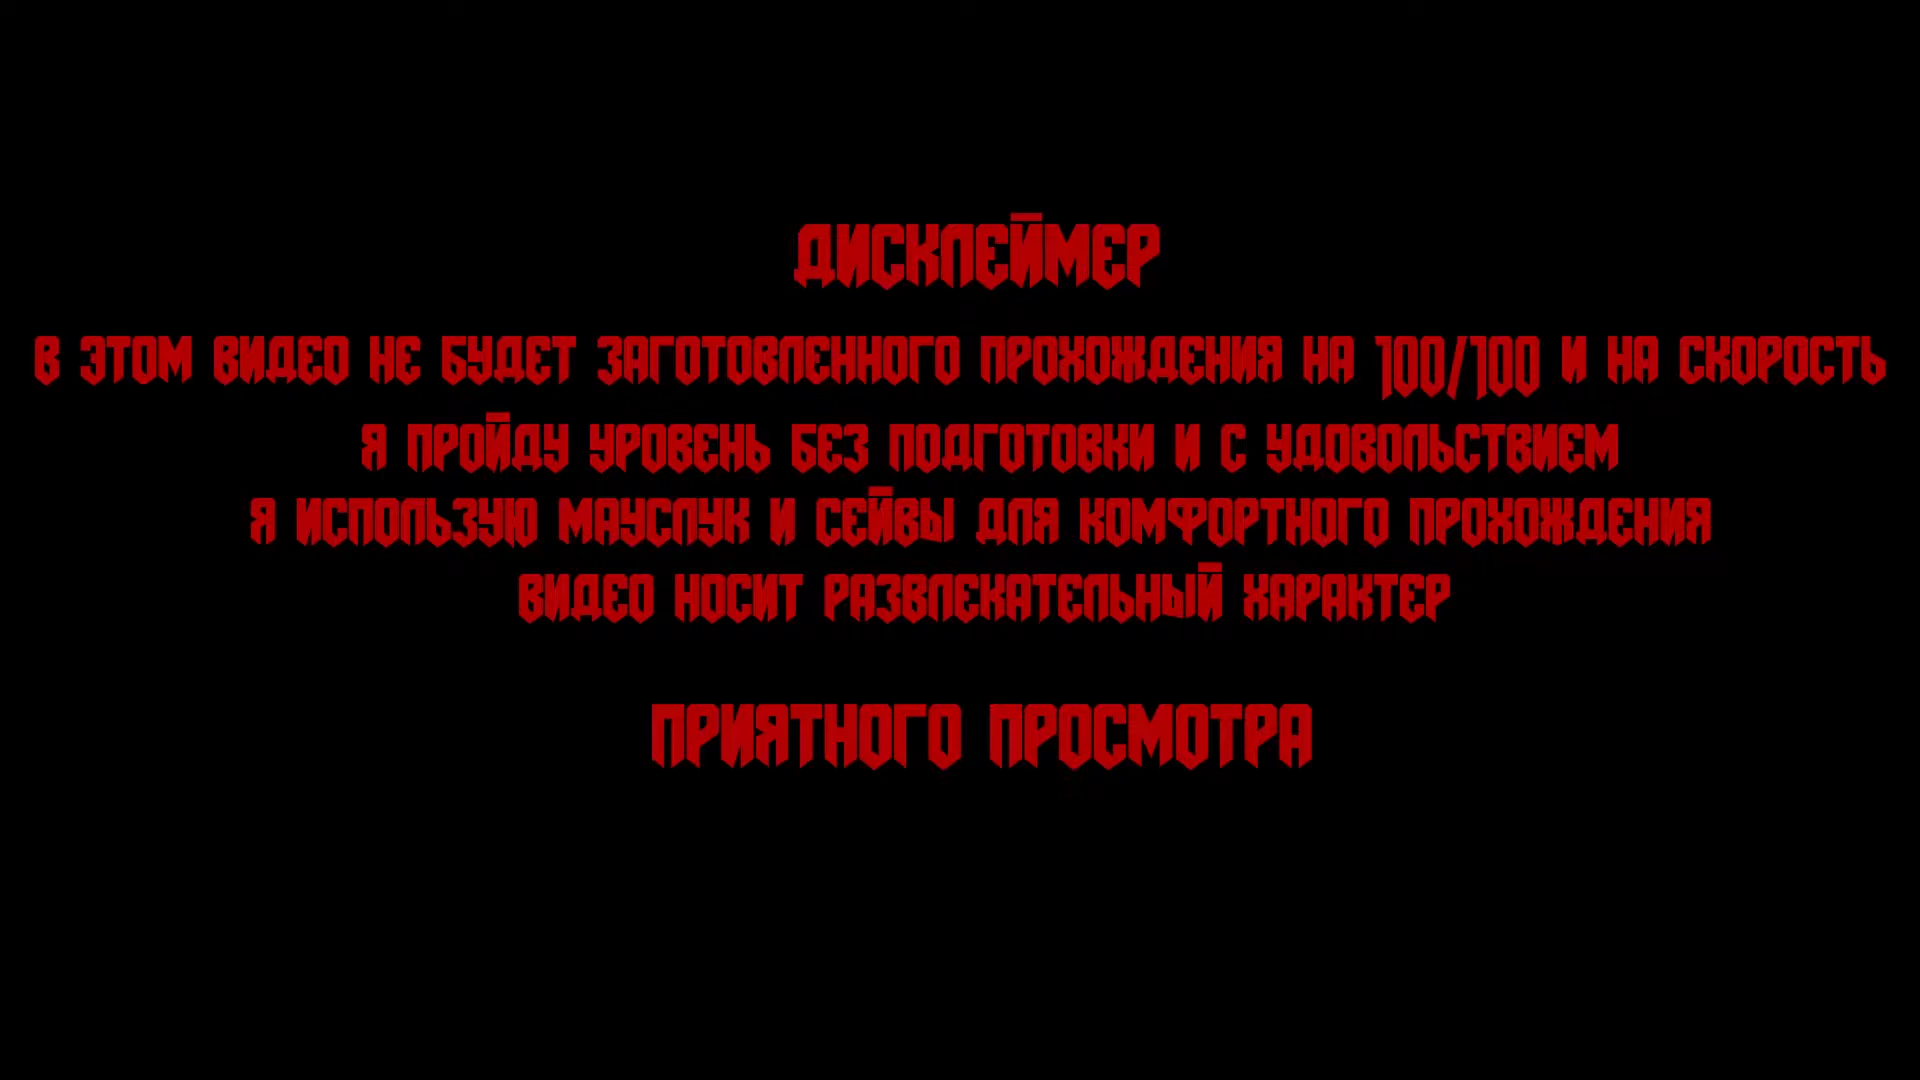 ДИСКЛЕЙМЕР
В ЭТОМ ВИДЕО НЕ БУДЕТ ЗАГОТОВЛЕННОГО ПРОХОЖДЕНИЯ НА 100/100 И НА СКОРОСТЬ
Я ПРОЙДУ УРОВЕНЬ БЕЗ ПОДГОТОВКИ И С УДОВОЛЬСТВИЕМ
Я ИСПОЛЬЗУЮ МАУСЛУК И СЕЙВЫ ДЛЯ КОМФОРТНОГО ПРОХОЖДЕНИЯ
ВИДЕО НОСИТ РАЗВЛЕКАТЕЛЬНЫЙ ХАРАКТЕР
ПРИЯТНОГО ПРОСМОТРА